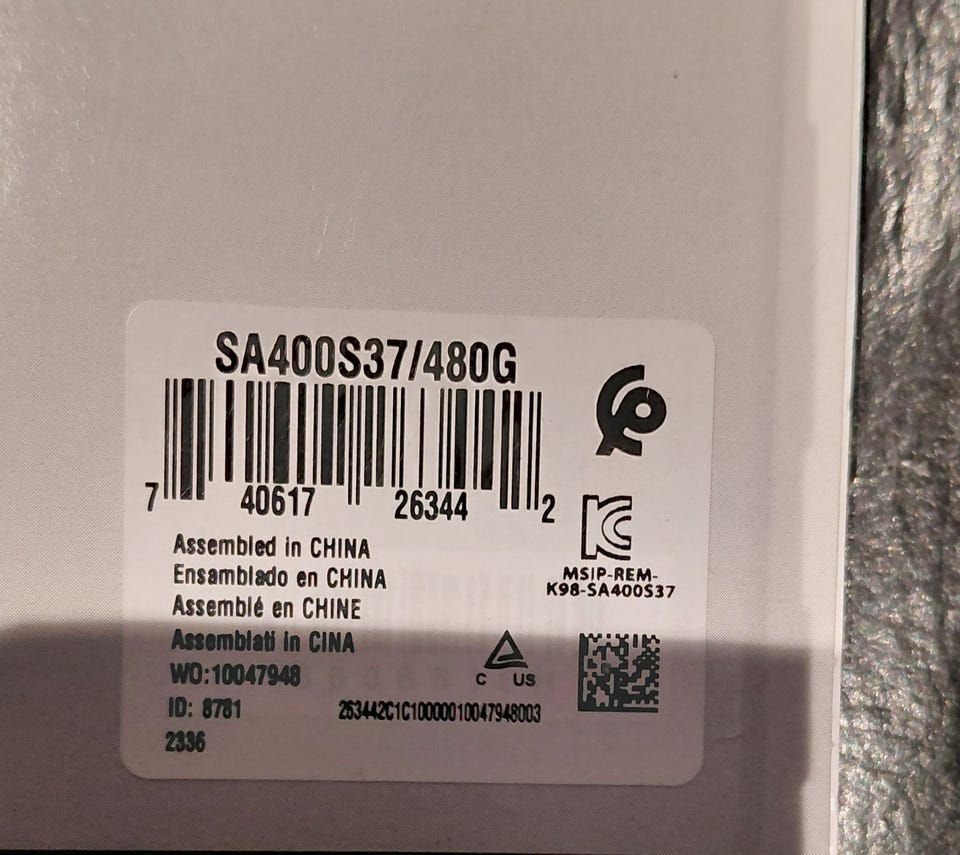 SA400S37/480G
7 40617 26344 2
Assembled in CHINA
Ensamblado en CHINA
Assemblé en CHINE
Assemblati in CINA
WO:10047948
ID: 8781
2336
MSIP-REM-
K98-SA400S37
C US
263442C1C10000010047948003